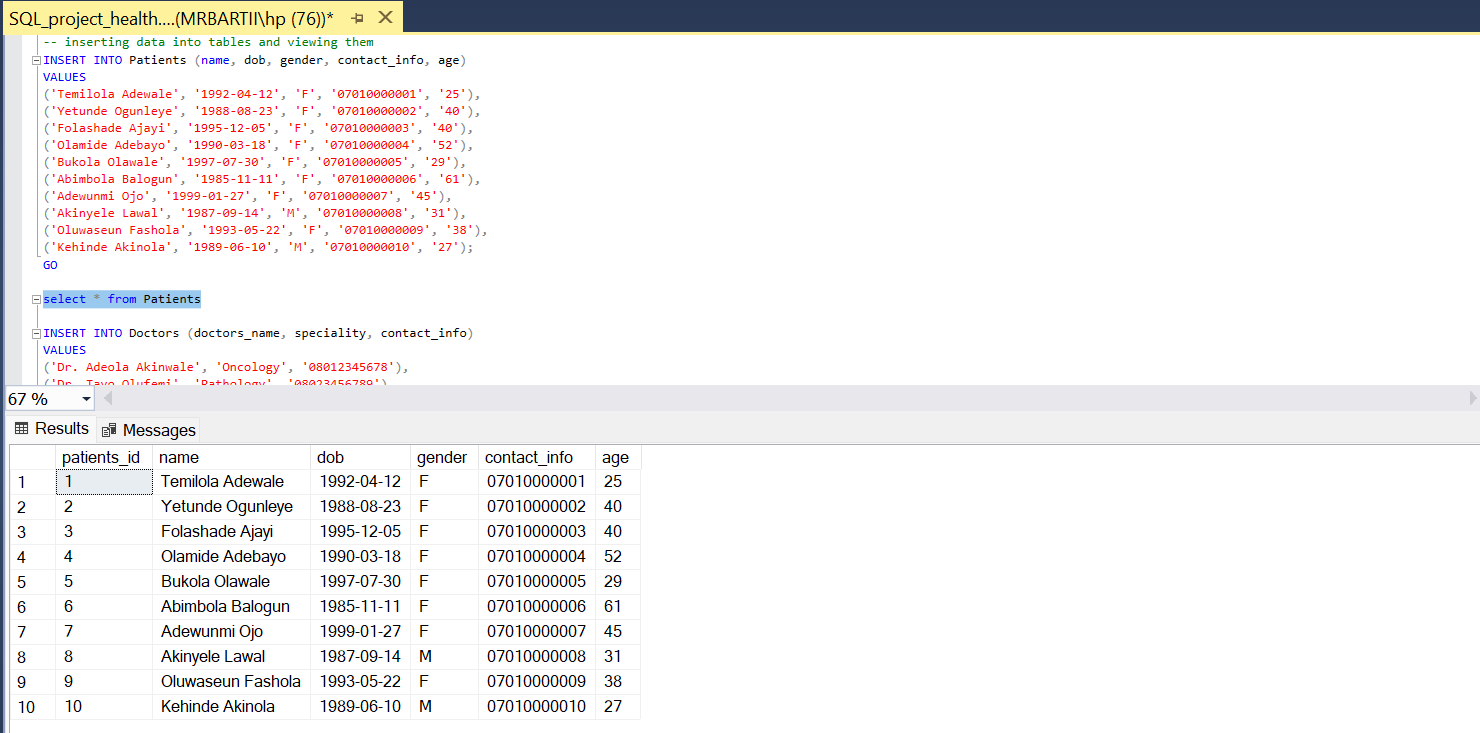 SQL_project_health....(MRBARTII\hp (76))*
-- inserting data into tables and viewing them
INSERT INTO Patients (name, dob, gender, contact_info, age)
VALUES
('Temilola Adewale', '1992-04-12', 'F', '07010000001', '25'),
('Yetunde Ogunleye', '1988-08-23', 'F', '07010000002', '40'),
('Folashade Ajayi', '1995-12-05', 'F', '07010000003', '40'),
('Olamide Adebayo', '1990-03-18', 'F', '07010000004', '52'),
('Bukola Olawale', '1997-07-30', 'F', '07010000005', '29'),
('Abimbola Balogun', '1985-11-11', 'F', '07010000006', '61'),
('Adewunmi Ojo', '1999-01-27', 'F', '07010000007', '45'),
('Akinyele Lawal', '1987-09-14', 'M', '07010000008', '31'),
('Oluwaseun Fashola', '1993-05-22', 'F', '07010000009', '38'),
('Kehinde Akinola', '1989-06-10', 'M', '07010000010', '27');
GO
select * from Patients
INSERT INTO Doctors (doctors_name, speciality, contact_info)
VALUES
('Dr. Adeola Akinwale', 'Oncology', '08012345678'),
('Dr. Tayo Olufemi', 'Pathology', '08023456789')
67 %
Results Messages
patients_id name dob gender contact_info age
1 1 Temilola Adewale 1992-04-12 F 07010000001 25
2 2 Yetunde Ogunleye 1988-08-23 F 07010000002 40
3 3 Folashade Ajayi 1995-12-05 F 07010000003 40
4 4 Olamide Adebayo 1990-03-18 F 07010000004 52
5 5 Bukola Olawale 1997-07-30 F 07010000005 29
6 6 Abimbola Balogun 1985-11-11 F 07010000006 61
7 7 Adewunmi Ojo 1999-01-27 F 07010000007 45
8 8 Akinyele Lawal 1987-09-14 M 07010000008 31
9 9 Oluwaseun Fashola 1993-05-22 F 07010000009 38
10 10 Kehinde Akinola 1989-06-10 M 07010000010 27